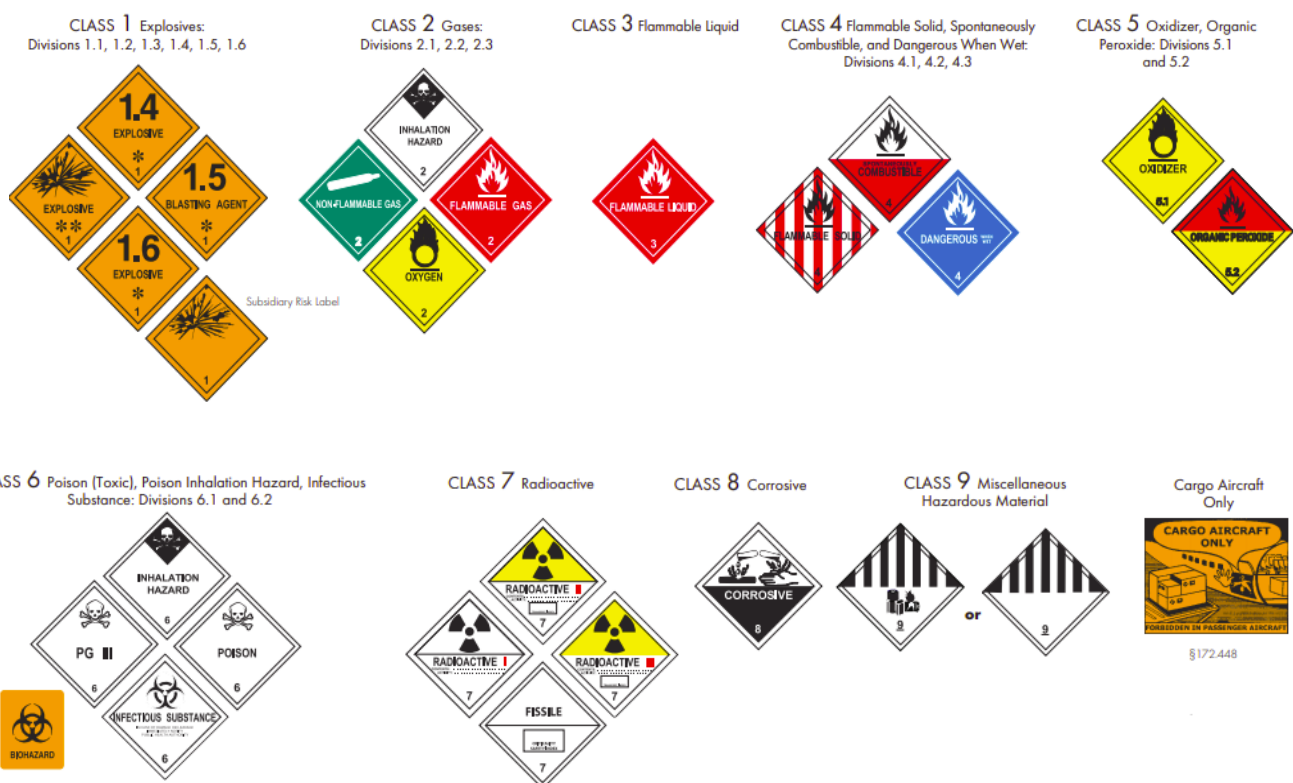 CLASS 1 Explosives:
Divisions 1.1, 1.2, 1.3, 1.4, 1.5, 1.6
1.4
EXPLOSIVE
*
1
EXPLOSIVE
**
1
1.5
BLASTING AGENT
*
1
1.6
EXPLOSIVE
*
1
Subsidiary Risk Label
1
CLASS 2 Gases:
Divisions 2.1, 2.2, 2.3
INHALATION
HAZARD
2
NON-FLAMMABLE GAS
2
FLAMMABLE GAS
2
OXYGEN
2
CLASS 3 Flammable Liquid
FLAMMABLE LIQUID
3
CLASS 4 Flammable Solid, Spontaneously
Combustible, and Dangerous When Wet:
Divisions 4.1, 4.2, 4.3
SPONTANEOUSLY
COMBUSTIBLE
4
FLAMMABLE SOLID
4
DANGEROUS WHEN
WET
4
CLASS 5 Oxidizer, Organic
Peroxide: Divisions 5.1
and 5.2
OXIDIZER
5.1
ORGANIC PEROXIDE
5.2
ASS 6 Poison (Toxic), Poison Inhalation Hazard, Infectious
Substance: Divisions 6.1 and 6.2
INHALATION
HAZARD
6
PG III
6
POISON
6
INFECTIOUS SUBSTANCE
6
BIOHAZARD
CLASS 7 Radioactive
RADIOACTIVE II
7
RADIOACTIVE I
7
RADIOACTIVE III
7
FISSILE
7
CLASS 8 Corrosive
CORROSIVE
8
CLASS 9 Miscellaneous
Hazardous Material
9
or
9
Cargo Aircraft
Only
CARGO AIRCRAFT
ONLY
FORBIDDEN IN PASSENGER AIRCRAFT
§172.448